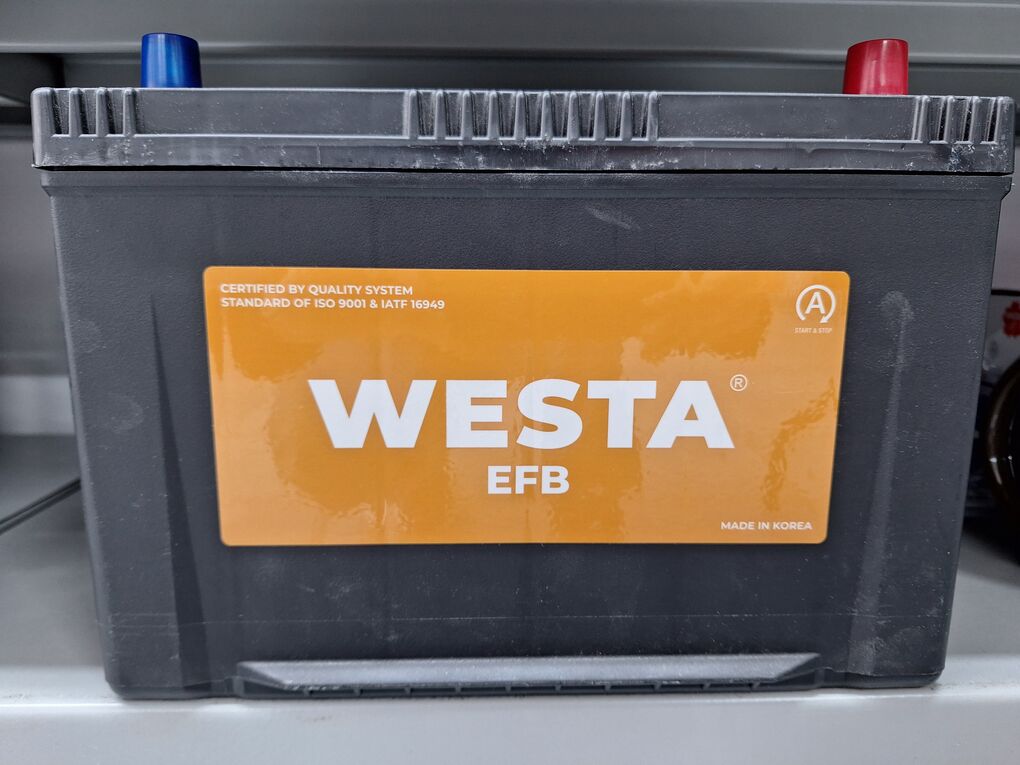 CERTIFIED BY QUALITY SYSTEM
STANDARD OF ISO 9001 & IATF 16949
A
START & STOP
WESTA®
EFB
MADE IN KOREA